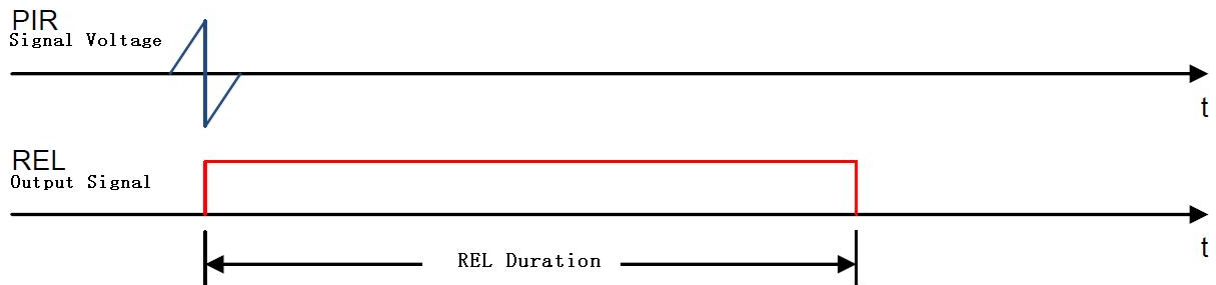 PIR
Signal Voltage
t
REL
Output Signal
t
REL Duration